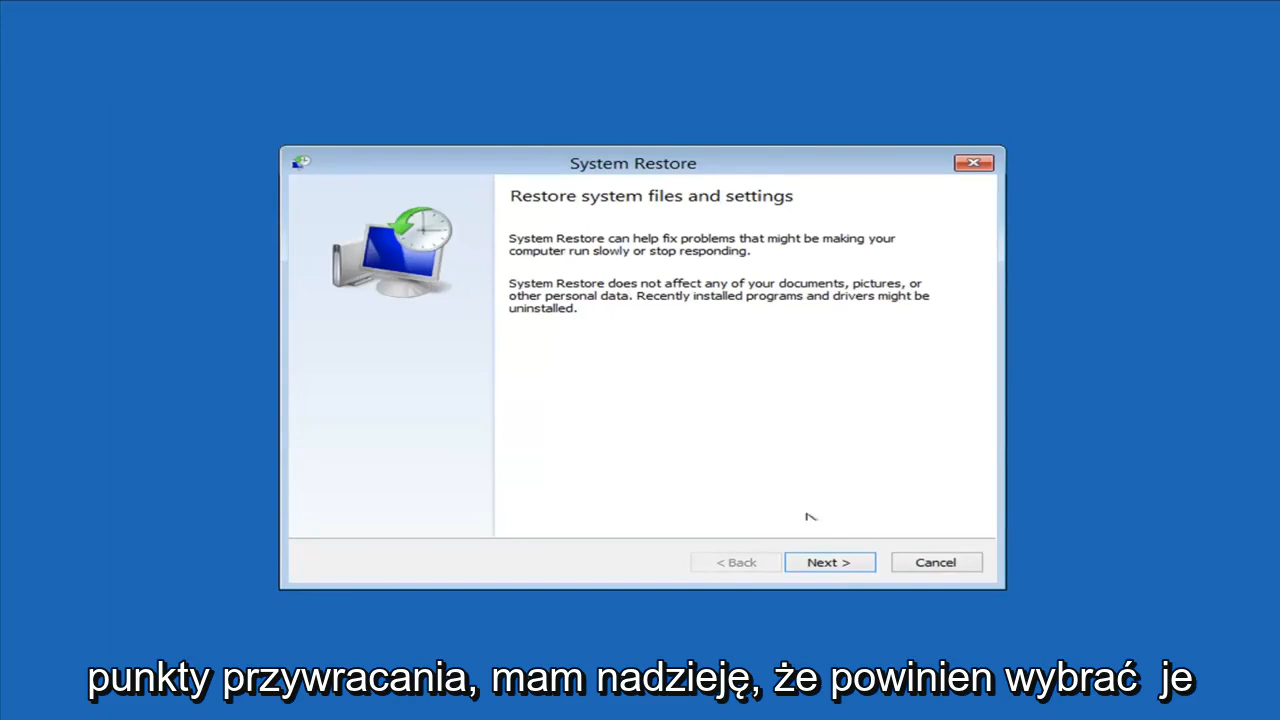 System Restore
Restore system files and settings
System Restore can help fix problems that might be making your
computer run slowly or stop responding.
System Restore does not affect any of your documents, pictures, or
other personal data. Recently installed programs and drivers might be
uninstalled.
< Back Next > Cancel
punkty przywracania, mam nadzieję, że powinien wybrać je